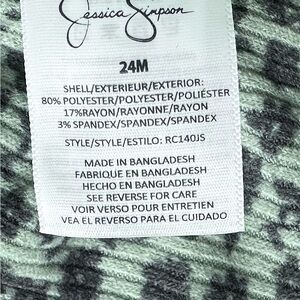 Jessica Simpson
24M
SHELL/EXTERIEUR/EXTERIOR:
80% POLYESTER/POLYESTER/POLIÉSTER
17%RAYON/RAYONNE/RAYON
3% SPANDEX/SPANDEX/SPANDEX
STYLE/STYLE/ESTILO: RC140JS
MADE IN BANGLADESH
FABRIQUE EN BANGLADESH
HECHO EN BANGLADESH
SEE REVERSE FOR CARE
VOIR VERSO POUR ENTRETIEN
VEA EL REVERSO PARA EL CUIDADO